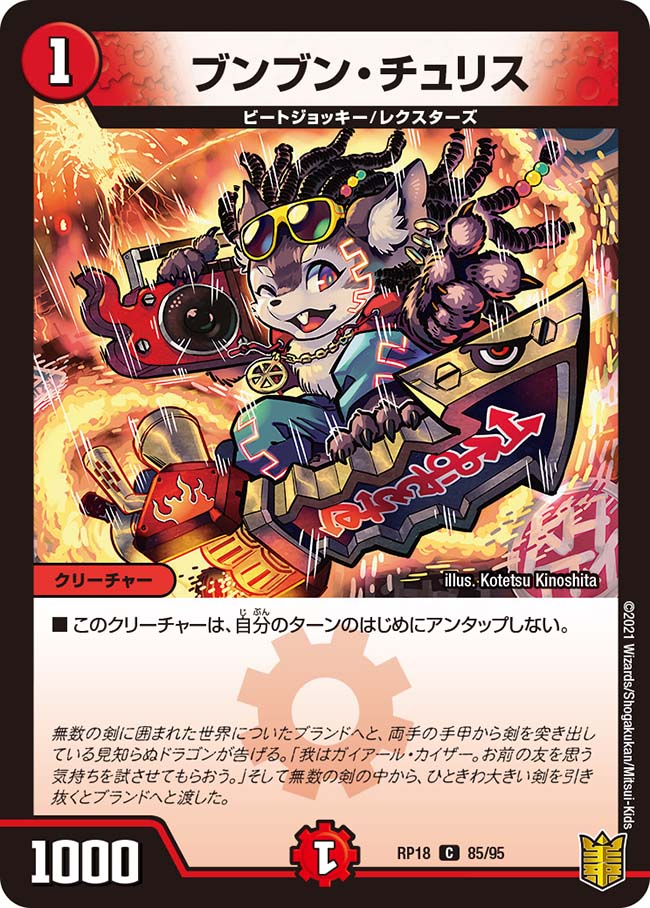 1
ブンブン・チュリス
ビートジョッキー/レクスターズ
クリーチャー
illus. Kotetsu Kinoshita
■ このクリーチャーは、自分のターンのはじめにアンタップしない。
じ ぶん
無数の剣に囲まれた世界についたブランドへと、両手の手甲から剣を突き出し
ている見知らぬドラゴンが告げる。「我はガイアール・カイザー。お前の友を思う
気持ちを試させてもらおう。」そして無数の剣の中から、ひときわ大きい剣を引き
抜くとブランドへと渡した。
©2021 Wizards/Shogakukan/Mitsui-Kids
1000
1
RP18 C 85/95